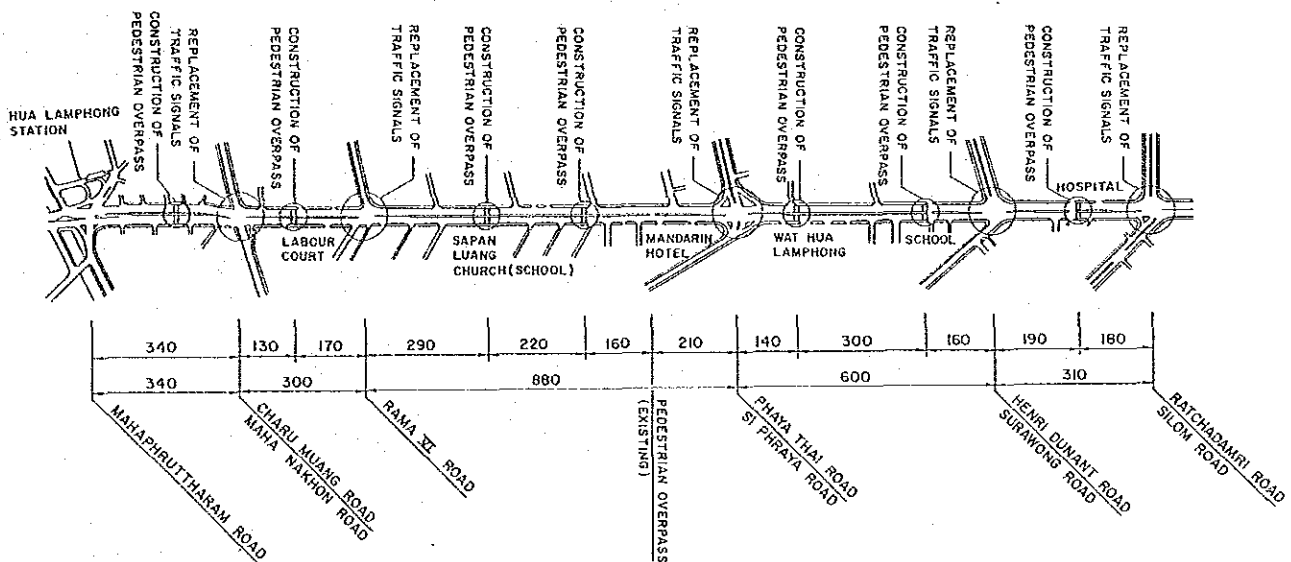 HUA LAMPHONG
STATION
CONSTRUCTION OF
PEDESTRIAN OVERPASS
REPLACEMENT OF
TRAFFIC SIGNALS
CONSTRUCTION OF
PEDESTRIAN OVERPASS
REPLACEMENT OF
TRAFFIC SIGNALS
CONSTRUCTION OF
PEDESTRIAN OVERPASS
CONSTRUCTION OF
PEDESTRIAN OVERPASS
REPLACEMENT OF
TRAFFIC SIGNALS
CONSTRUCTION OF
PEDESTRIAN OVERPASS
CONSTRUCTION OF
PEDESTRIAN OVERPASS
REPLACEMENT OF
TRAFFIC SIGNALS
CONSTRUCTION OF
PEDESTRIAN OVERPASS
REPLACEMENT OF
TRAFFIC SIGNALS
HOSPITAL
LABOUR
COURT
SAPAN
LUANG
CHURCH (SCHOOL)
MANDARIN
HOTEL
WAT HUA
LAMPHONG
SCHOOL
340 130 170 290 220 160 210 140 300 160 190 180
340 300 880 600 310
MAHAPHRUTTHARAM ROAD
CHARU MUANG ROAD
MAHA NAKHON ROAD
RAMA VI ROAD
PEDESTRIAN OVERPASS
(EXISTING)
PHAYA THAI ROAD
SI PHRAYA ROAD
HENRI DUNANT ROAD
SURAWONG ROAD
RATCHADAMRI ROAD
SILOM ROAD